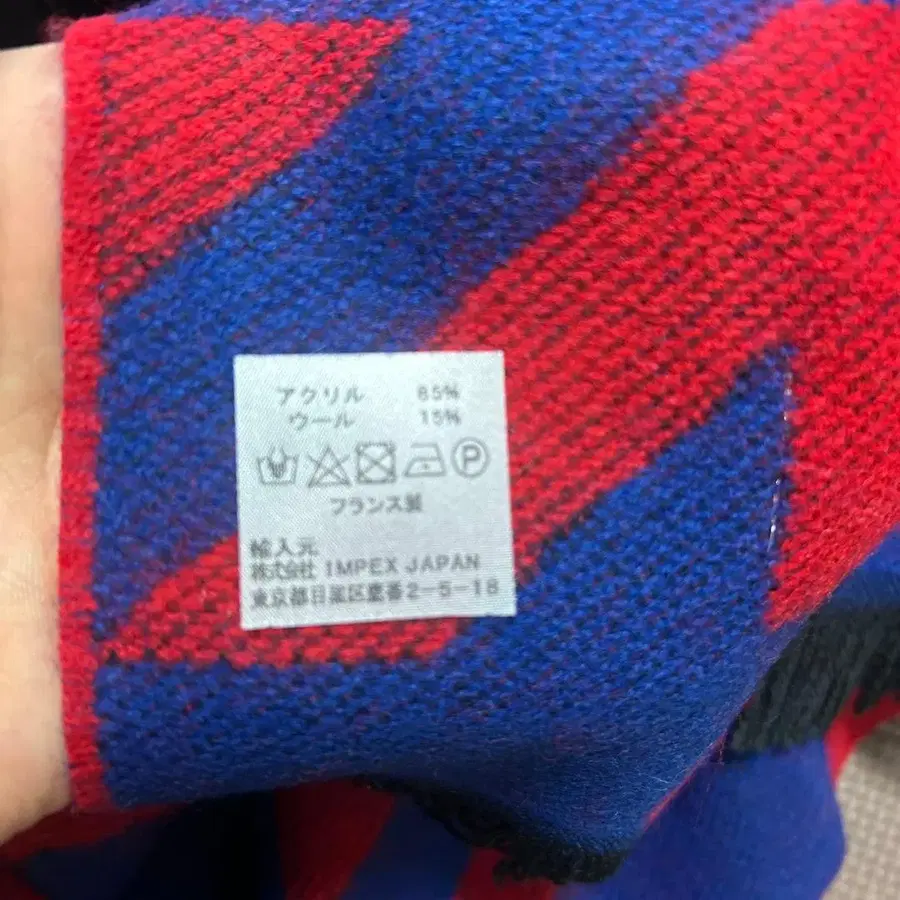 アクリル 85%
ウール 15%
P
フランス製
輸入元
株式会社 IMPEX JAPAN
東京都目黒区鷹番2-5-16